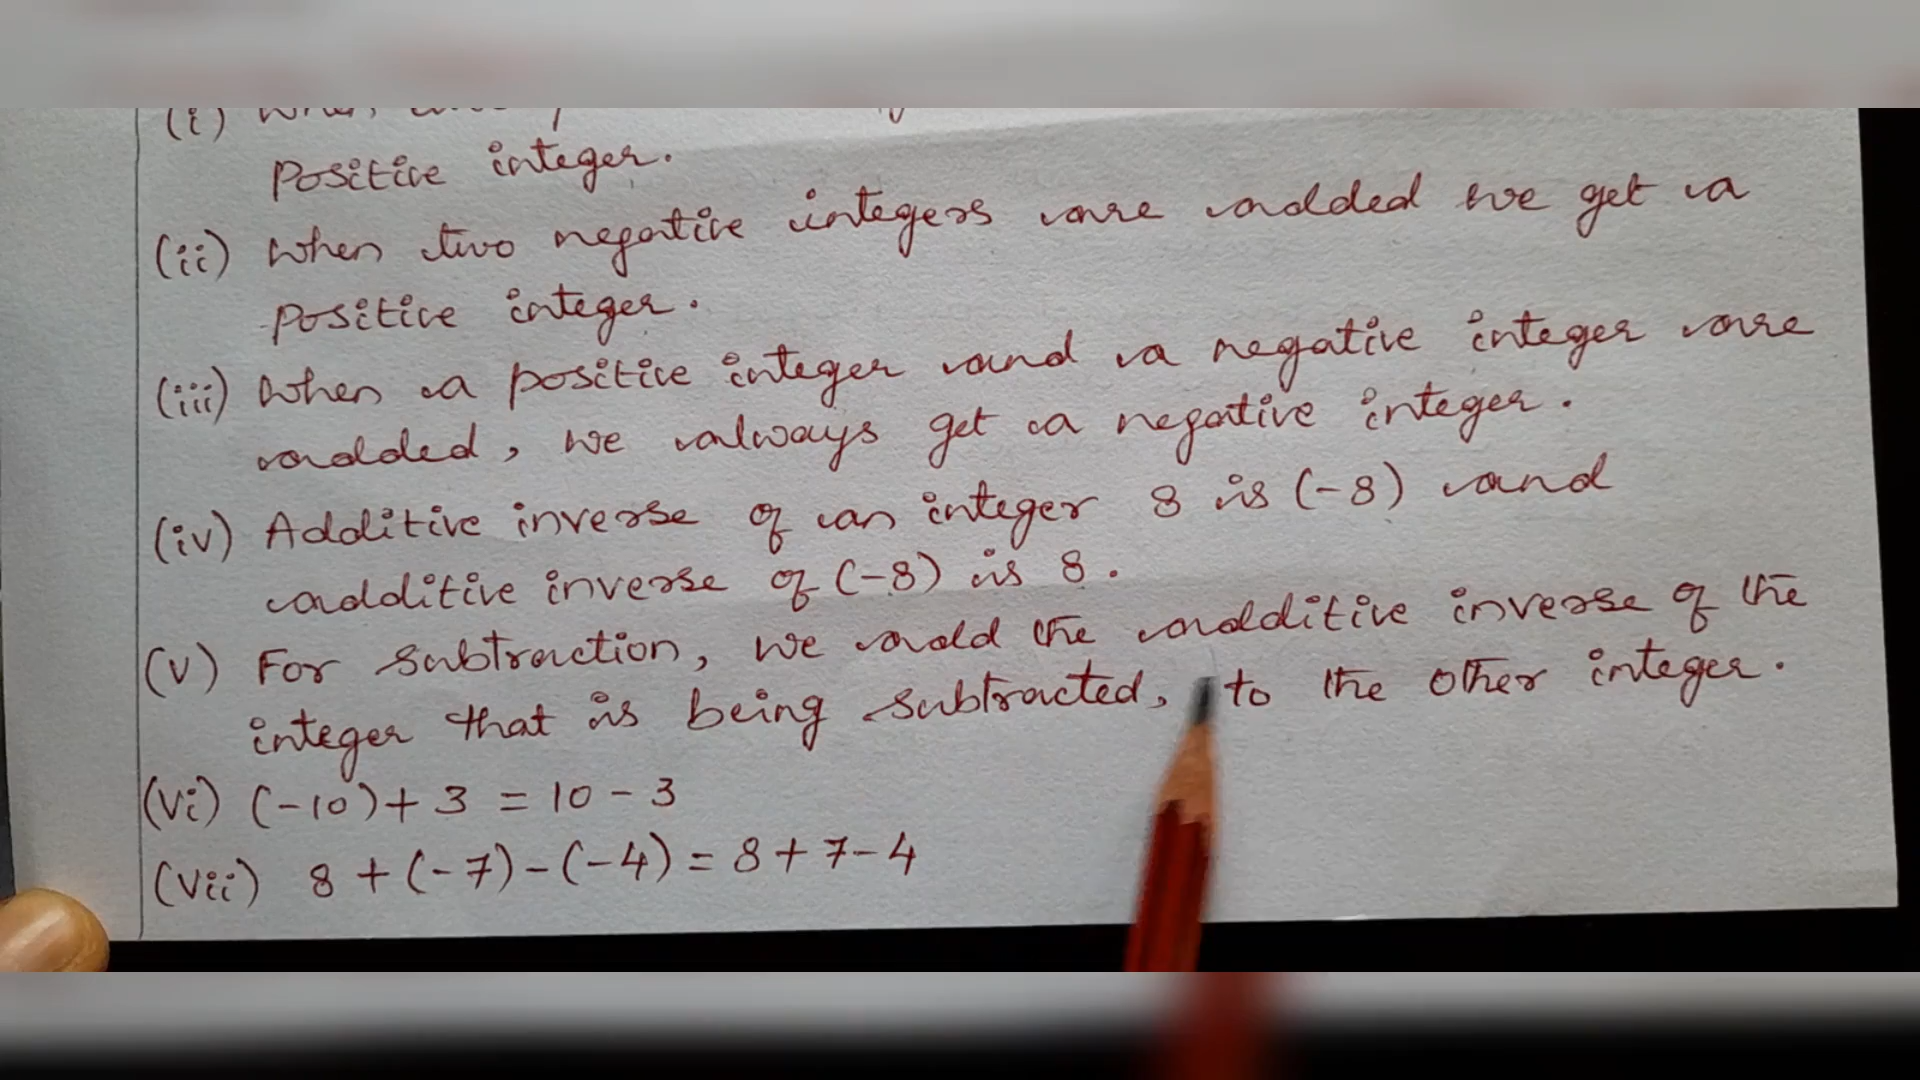 (i) when
positive integer.
(ii) when two negative integers are added we get a
positive integer.
(iii) when a positive integer and a negative integer are
added, we always get a negative integer.
(iv) Additive inverse of an integer 8 is (-8) and
additive inverse of (-8) is 8.
(v) For subtraction, we add the additive inverse of the
integer that is being subtracted, to the other integer.
(vi) (-10) + 3 = 10 - 3
(vii) 8 + (-7) - (-4) = 8 + 7 - 4